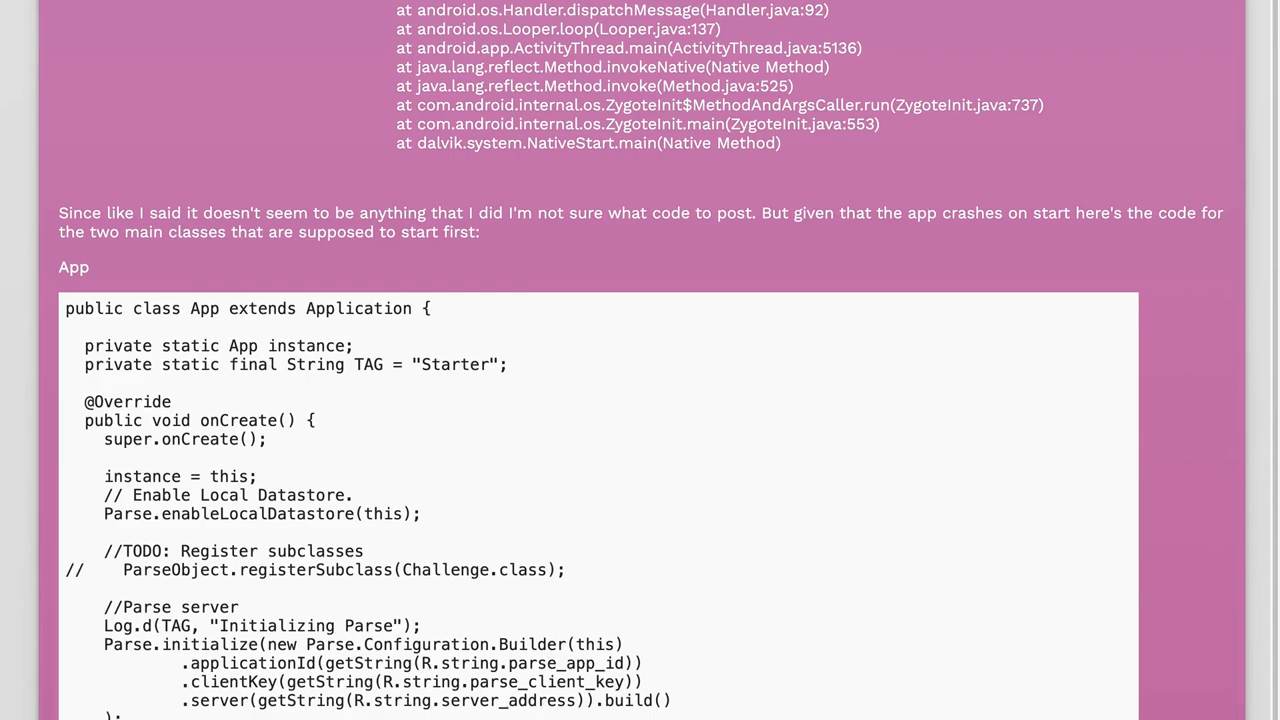 at android.os.Handler.dispatchMessage(Handler.java:92)
at android.os.Looper.loop(Looper.java:137)
at android.app.ActivityThread.main(ActivityThread.java:5136)
at java.lang.reflect.Method.invokeNative(Native Method)
at java.lang.reflect.Method.invoke(Method.java:525)
at com.android.internal.os.ZygoteInit$MethodAndArgsCaller.run(ZygoteInit.java:737)
at com.android.internal.os.ZygoteInit.main(ZygoteInit.java:553)
at dalvik.system.NativeStart.main(Native Method)
Since like I said it doesn't seem to be anything that I did I'm not sure what code to post. But given that the app crashes on start here's the code for
the two main classes that are supposed to start first:
App
public class App extends Application {
private static App instance;
private static final String TAG = "Starter";
@Override
public void onCreate() {
super.onCreate();
instance = this;
// Enable Local Datastore.
Parse.enableLocalDatastore(this);
//TODO: Register subclasses
//    ParseObject.registerSubclass(Challenge.class);
//Parse server
Log.d(TAG, "Initializing Parse");
Parse.initialize(new Parse.Configuration.Builder(this)
.applicationId(getString(R.string.parse_app_id))
.clientKey(getString(R.string.parse_client_key))
.server(getString(R.string.server_address)).build()
);